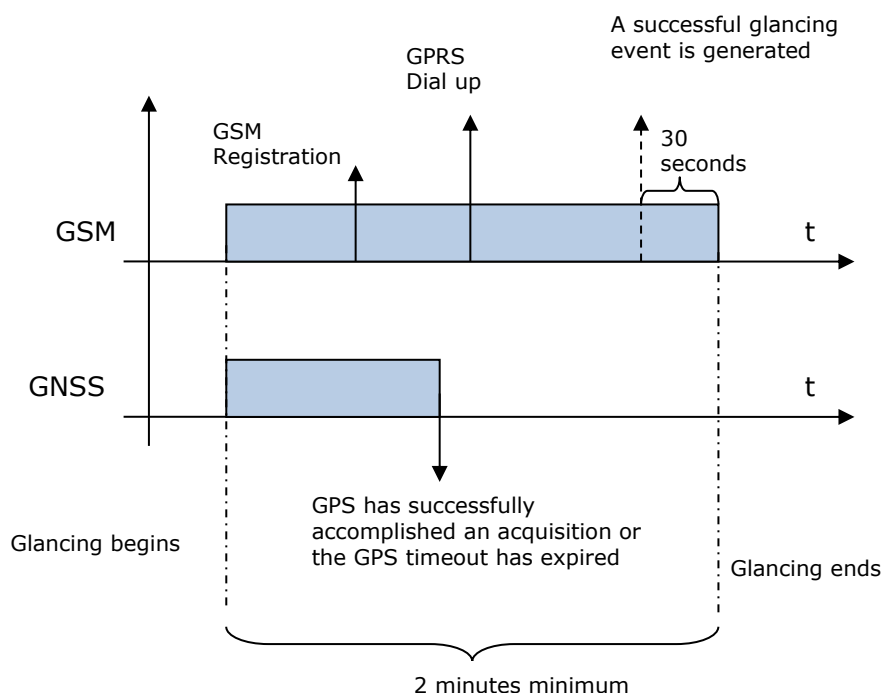 A successful glancing
event is generated
GPRS
Dial up
GSM
Registration
30
seconds
GSM
t
GNSS
t
GPS has successfully
accomplished an acquisition or
the GPS timeout has expired
Glancing begins
Glancing ends
2 minutes minimum